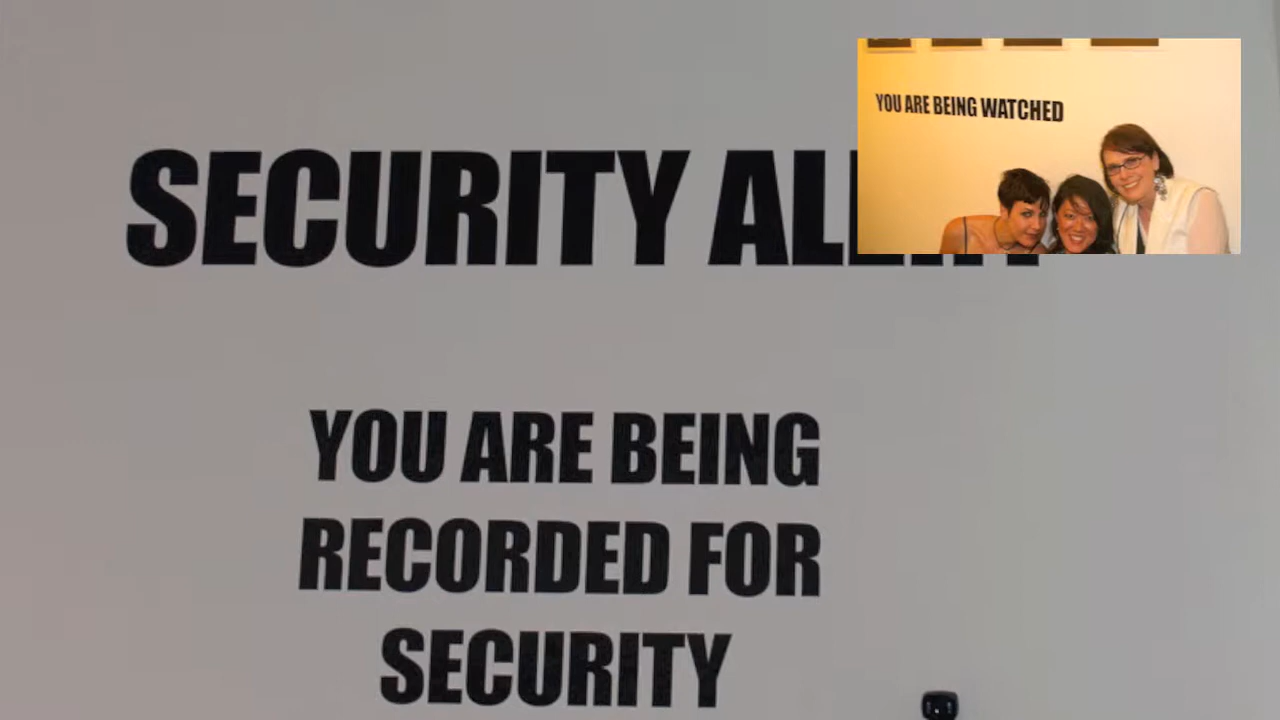 SECURITY AL
YOU ARE BEING WATCHED
YOU ARE BEING
RECORDED FOR
SECURITY